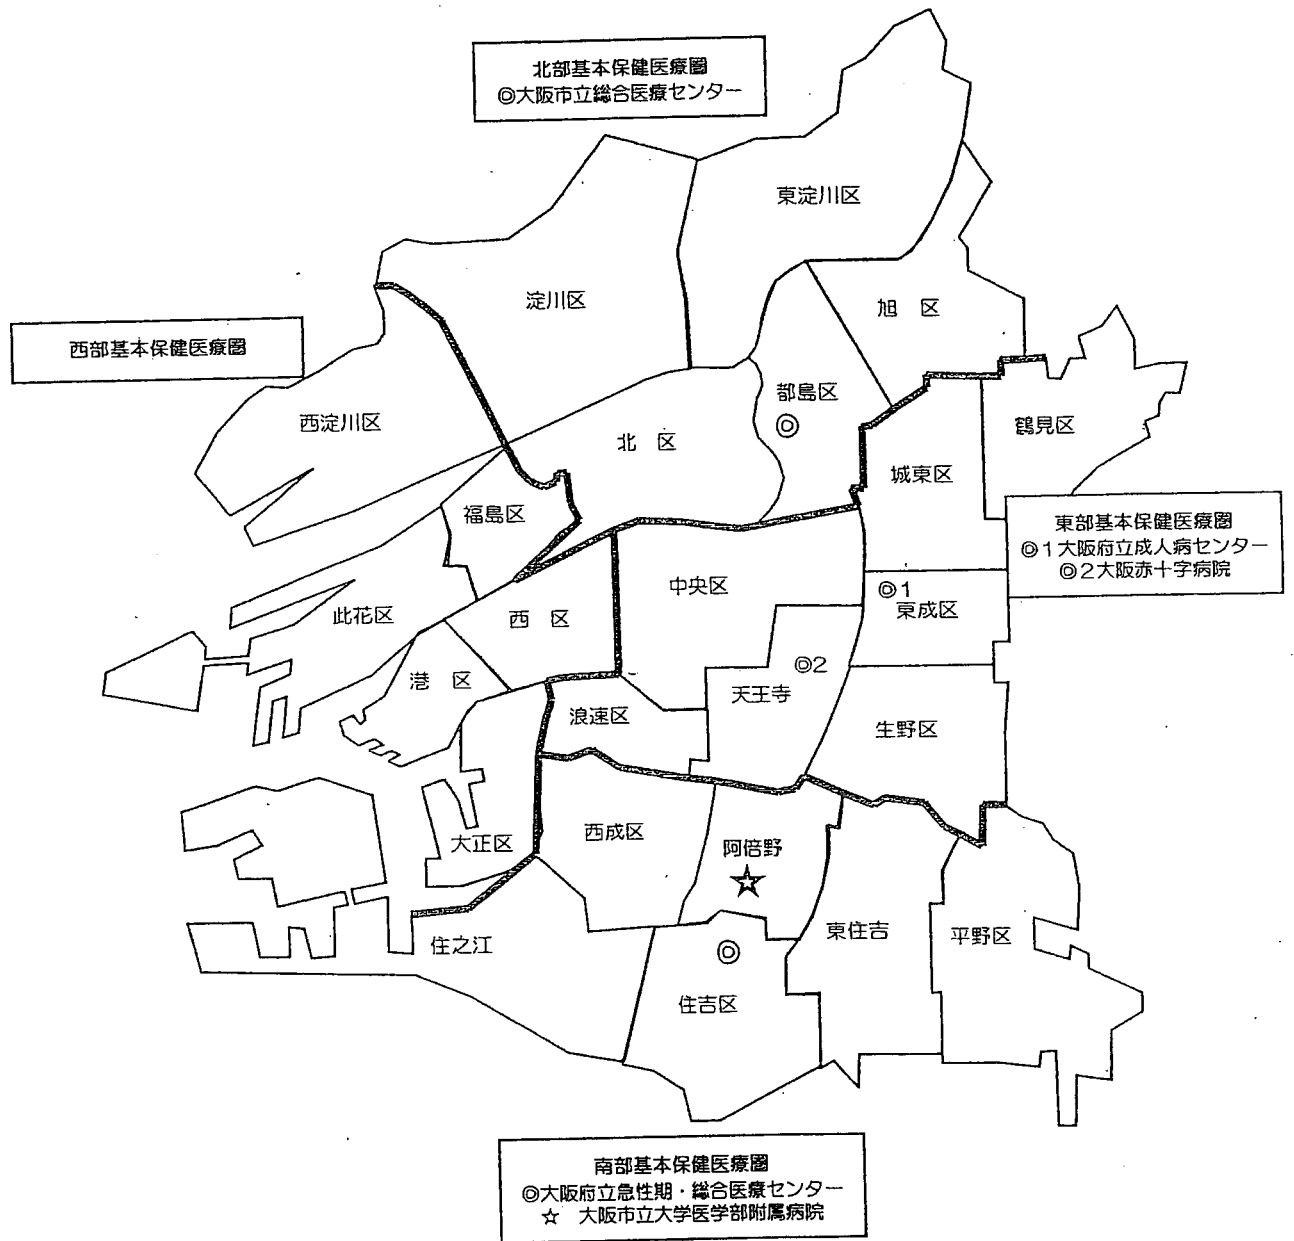 北部基本保健医療圏
◎大阪市立総合医療センター
東淀川区
淀川区
旭 区
西部基本保健医療圏
都島区
◎
西淀川区
北 区
鶴見区
城東区
福島区
東部基本保健医療圏
◎1大阪府立成人病センター
◎2大阪赤十字病院
中央区
◎1
東成区
此花区
西 区
◎2
港 区
天王寺
浪速区
生野区
西成区
大正区
阿倍野
☆
東住吉
平野区
住之江
◎
住吉区
南部基本保健医療圏
◎大阪府立急性期・総合医療センター
☆ 大阪市立大学医学部附属病院